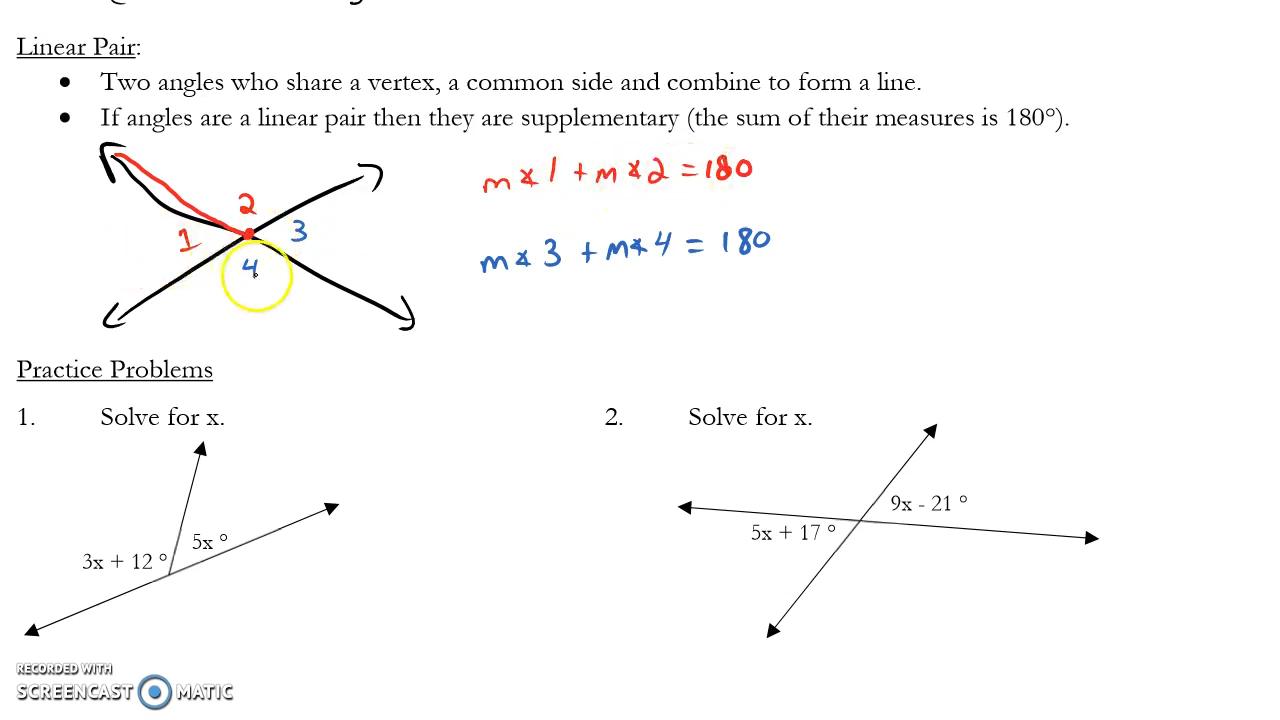 Linear Pair:
• Two angles who share a vertex, a common side and combine to form a line.
• If angles are a linear pair then they are supplementary (the sum of their measures is 180°).
m∡1 + m∡2 = 180
2
1
3
m∡3 + m∡4 = 180
4
Practice Problems
1. Solve for x.
2. Solve for x.
9x - 21 °
5x + 17 °
5x °
3x + 12 °
RECORDED WITH
SCREENCAST MATIC